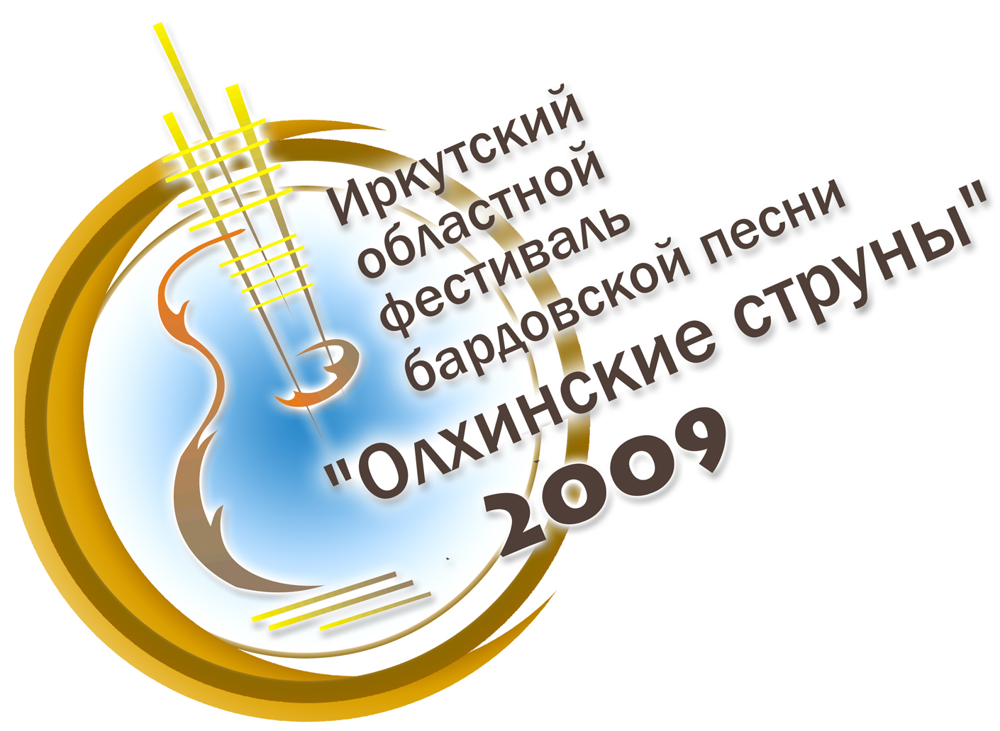 Иркутский
областной
фестиваль
бардовской песни
"Олхинские струны"
2009